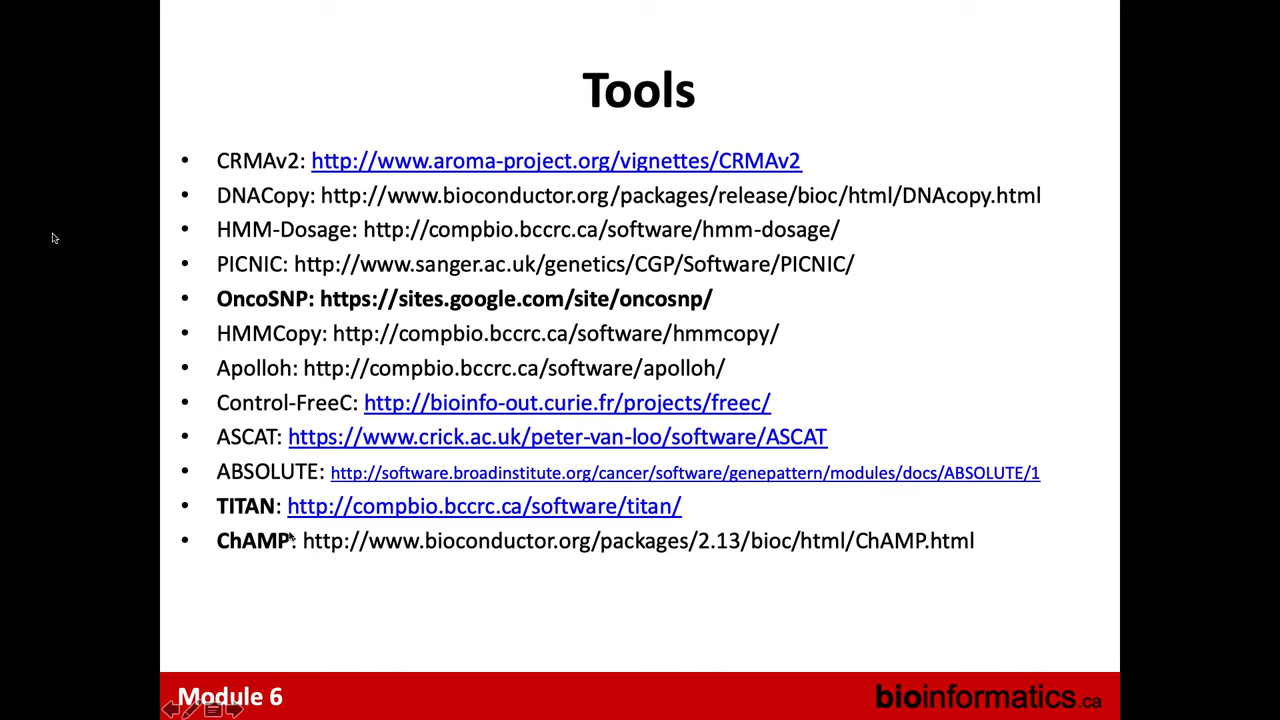 Tools
• CRMAv2: http://www.aroma-project.org/vignettes/CRMAv2
• DNACopy: http://www.bioconductor.org/packages/release/bioc/html/DNAcopy.html
• HMM-Dosage: http://compbio.bccrc.ca/software/hmm-dosage/
• PICNIC: http://www.sanger.ac.uk/genetics/CGP/Software/PICNIC/
• OncoSNP: https://sites.google.com/site/oncosnp/
• HMMCopy: http://compbio.bccrc.ca/software/hmmcopy/
• Apolloh: http://compbio.bccrc.ca/software/apolloh/
• Control-FreeC: http://bioinfo-out.curie.fr/projects/freec/
• ASCAT: https://www.crick.ac.uk/peter-van-loo/software/ASCAT
• ABSOLUTE: http://software.broadinstitute.org/cancer/software/genepattern/modules/docs/ABSOLUTE/1
• TITAN: http://compbio.bccrc.ca/software/titan/
• ChAMP: http://www.bioconductor.org/packages/2.13/bioc/html/ChAMP.html
Module 6
bioinformatics.ca